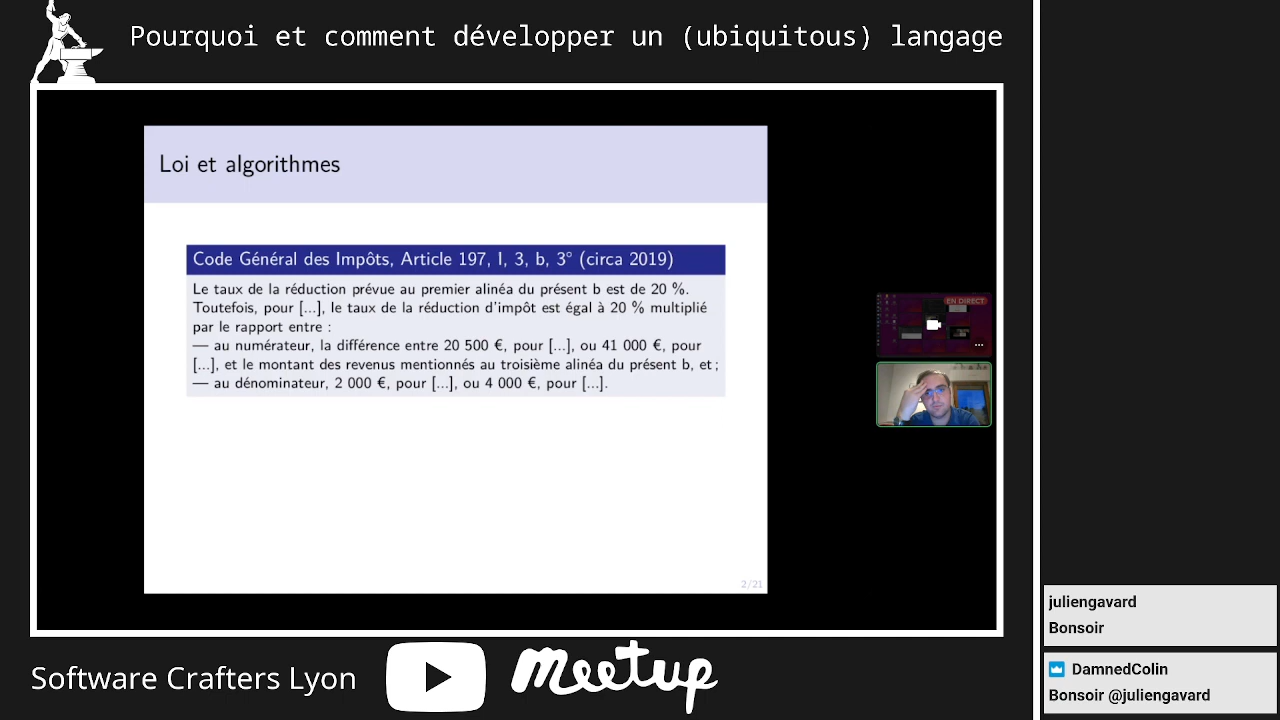 Pourquoi et comment développer un (ubiquitous) langage
Loi et algorithmes
Code Général des Impôts, Article 197, I, 3, b, 3° (circa 2019)
Le taux de la réduction prévue au premier alinéa du présent b est de 20 %.
Toutefois, pour [...], le taux de la réduction d'impôt est égal à 20 % multiplié
par le rapport entre :
— au numérateur, la différence entre 20 500 €, pour [...], ou 41 000 €, pour
[...], et le montant des revenus mentionnés au troisième alinéa du présent b, et ;
— au dénominateur, 2 000 €, pour [...], ou 4 000 €, pour [...].
2/21
EN DIRECT
Software Crafters Lyon
meetup
juliengavard
Bonsoir
DamnedColin
Bonsoir @juliengavard